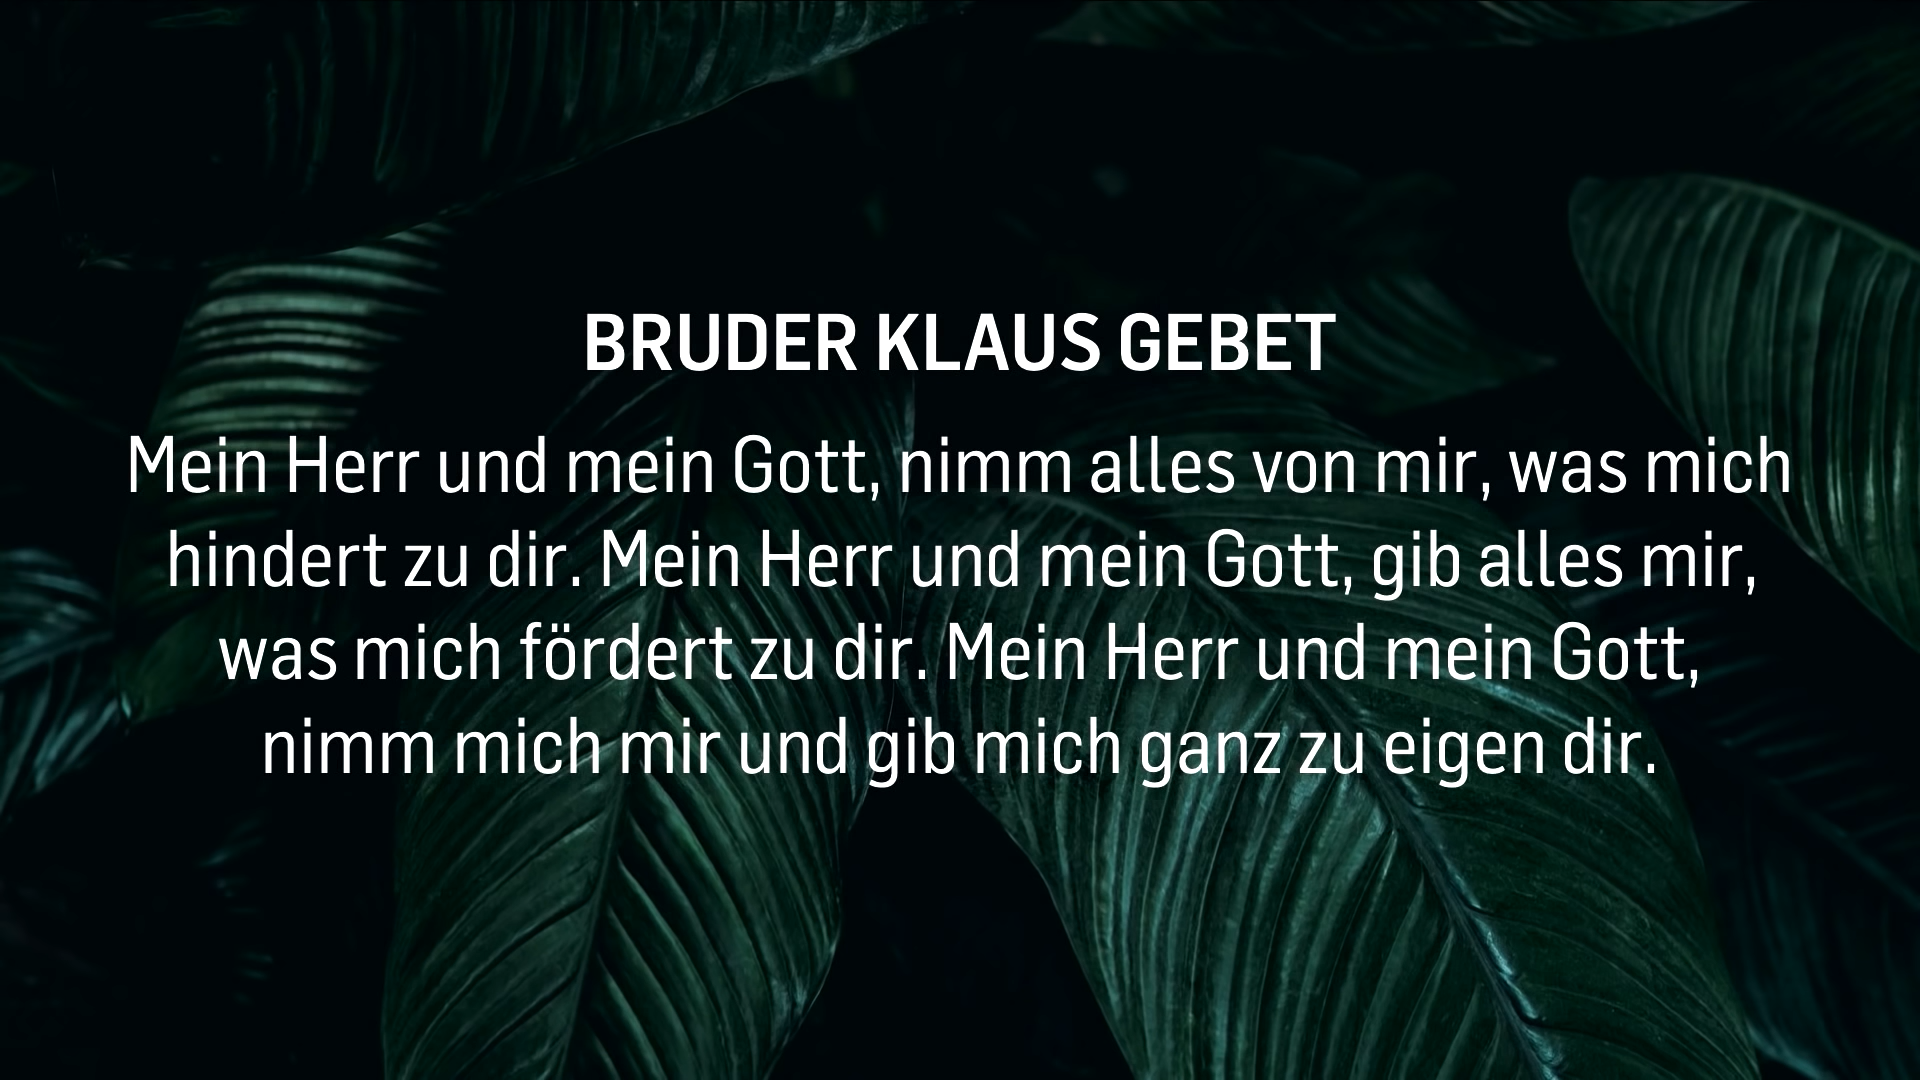 BRUDER KLAUS GEBET
Mein Herr und mein Gott, nimm alles von mir, was mich
hindert zu dir. Mein Herr und mein Gott, gib alles mir,
was mich fördert zu dir. Mein Herr und mein Gott,
nimm mich mir und gib mich ganz zu eigen dir.